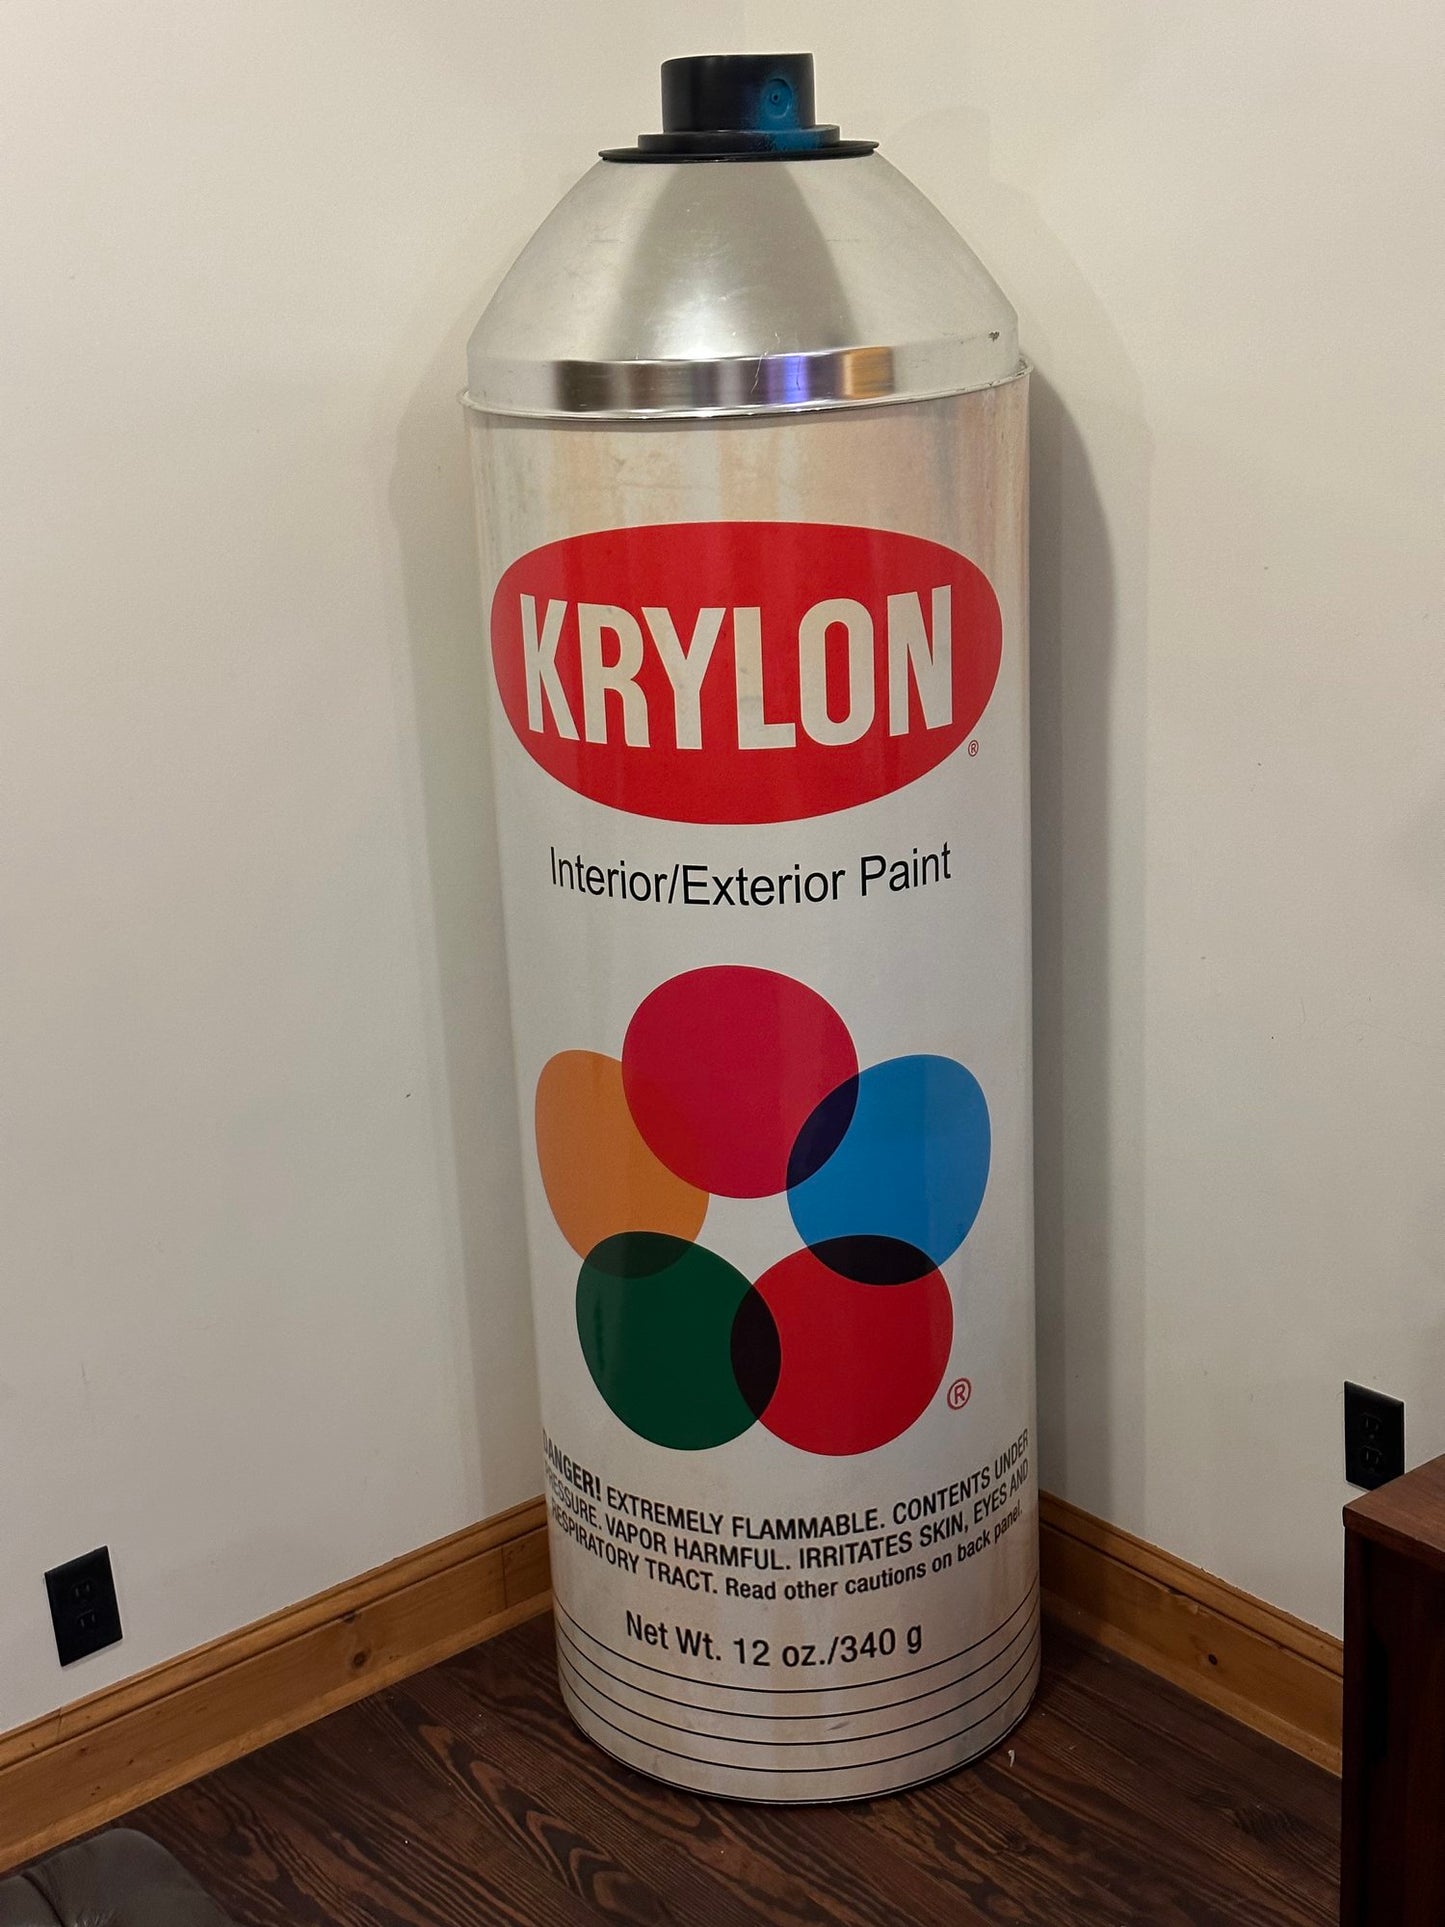 KRYLON
®
Interior/Exterior Paint
®
DANGER! EXTREMELY FLAMMABLE. CONTENTS UNDER
PRESSURE. VAPOR HARMFUL. IRRITATES SKIN, EYES AND
RESPIRATORY TRACT. Read other cautions on back panel.
Net Wt. 12 oz./340 g